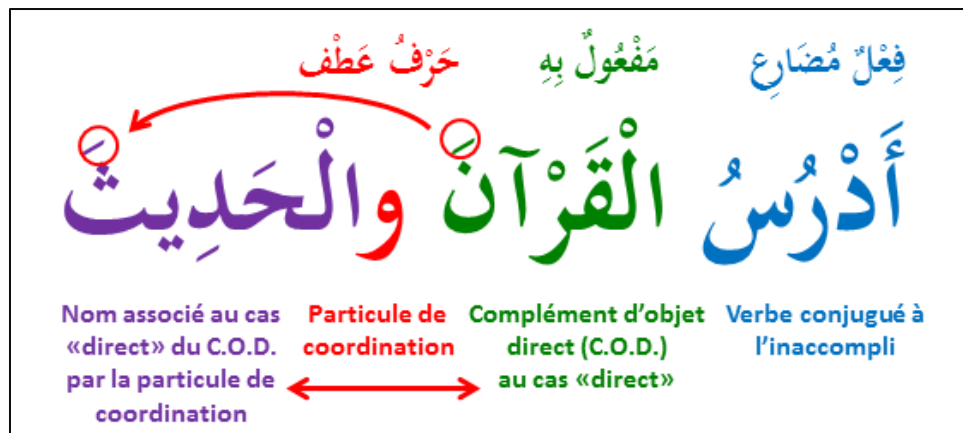 فِعْلٌ مُضَارِع
مَفْعُولٌ بِهِ
حَرْفُ عَطْف
أَدْرُسُ الْقَرْآنَ والْحَدِيثَ
Nom associé au cas
«direct» du C.O.D.
par la particule de
coordination
Particule de
coordination
Complément d’objet
direct (C.O.D.)
au cas «direct»
Verbe conjugué à
l’inaccompli